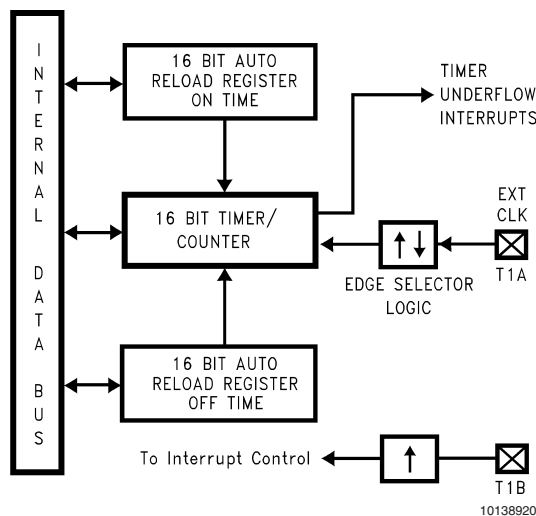 INTERNAL DATA BUS
16 BIT AUTO
RELOAD REGISTER
ON TIME
TIMER
UNDERFLOW
INTERRUPTS
16 BIT TIMER/
COUNTER
EXT
CLK
T1A
EDGE SELECTOR
LOGIC
16 BIT AUTO
RELOAD REGISTER
OFF TIME
To Interrupt Control
T1B
10138920